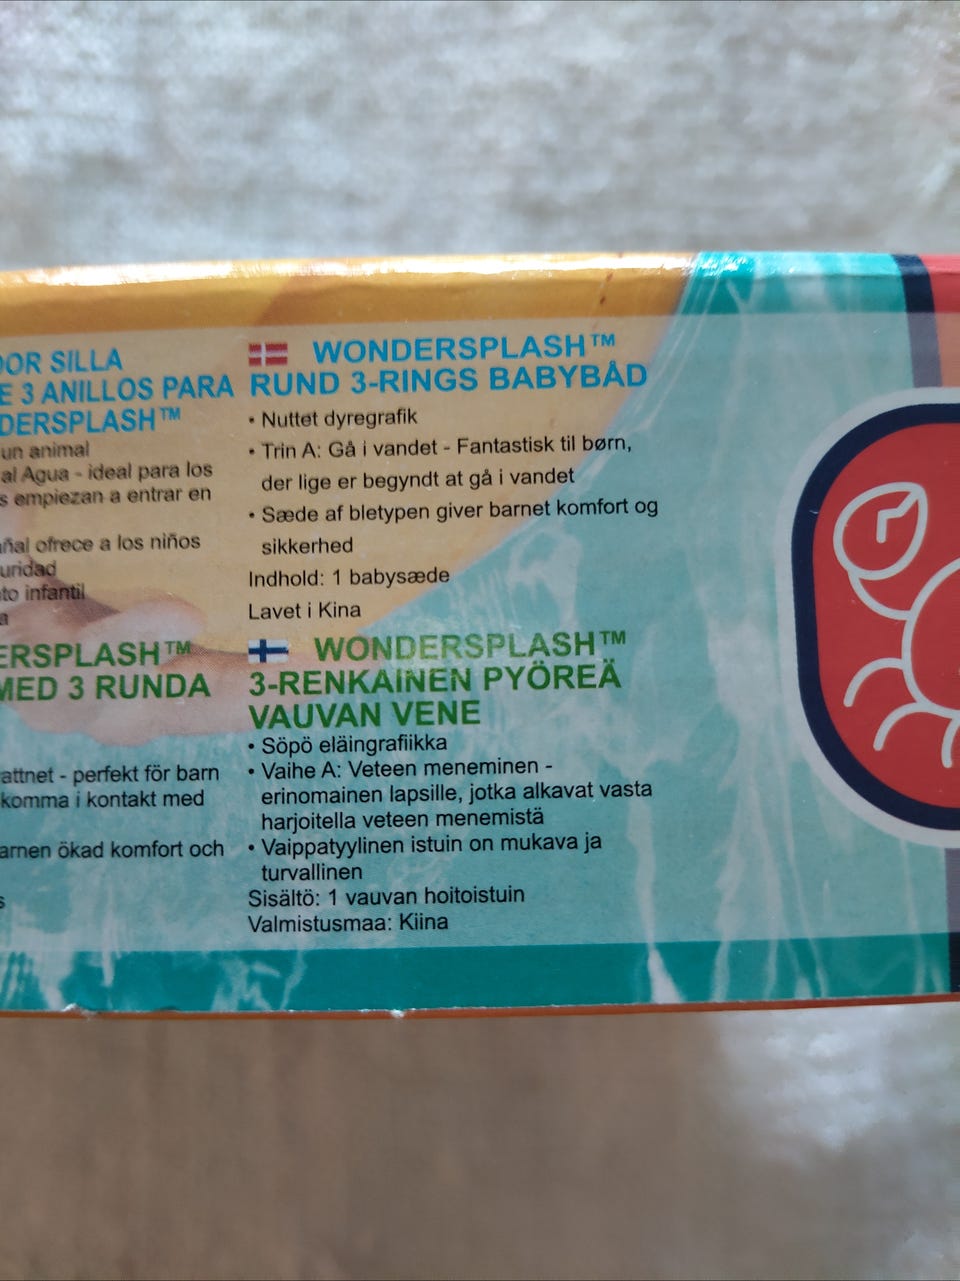 OR SILLA
E 3 ANILLOS PARA
DERSPLASH™
un animal
al Agua - ideal para los
s empiezan a entrar en
ñal ofrece a los niños
uridad
to infantil
a
WONDERSPLASH™
RUND 3-RINGS BABYBÅD
• Nuttet dyregrafik
• Trin A: Gå i vandet - Fantastisk til børn,
der lige er begyndt at gå i vandet
• Sæde af bletypen giver barnet komfort og
sikkerhed
Indhold: 1 babysæde
Lavet i Kina
ERSPLASH™
MED 3 RUNDA
attnet - perfekt för barn
komma i kontakt med
arnen ökad komfort och
s
WONDERSPLASH™
3-RENKAINEN PYÖREÄ
VAUVAN VENE
• Söpö eläingrafiikka
• Vaihe A: Veteen meneminen -
erinomainen lapsille, jotka alkavat vasta
harjoitella veteen menemistä
• Vaippatyylinen istuin on mukava ja
turvallinen
Sisältö: 1 vauvan hoitoistuin
Valmistusmaa: Kiina